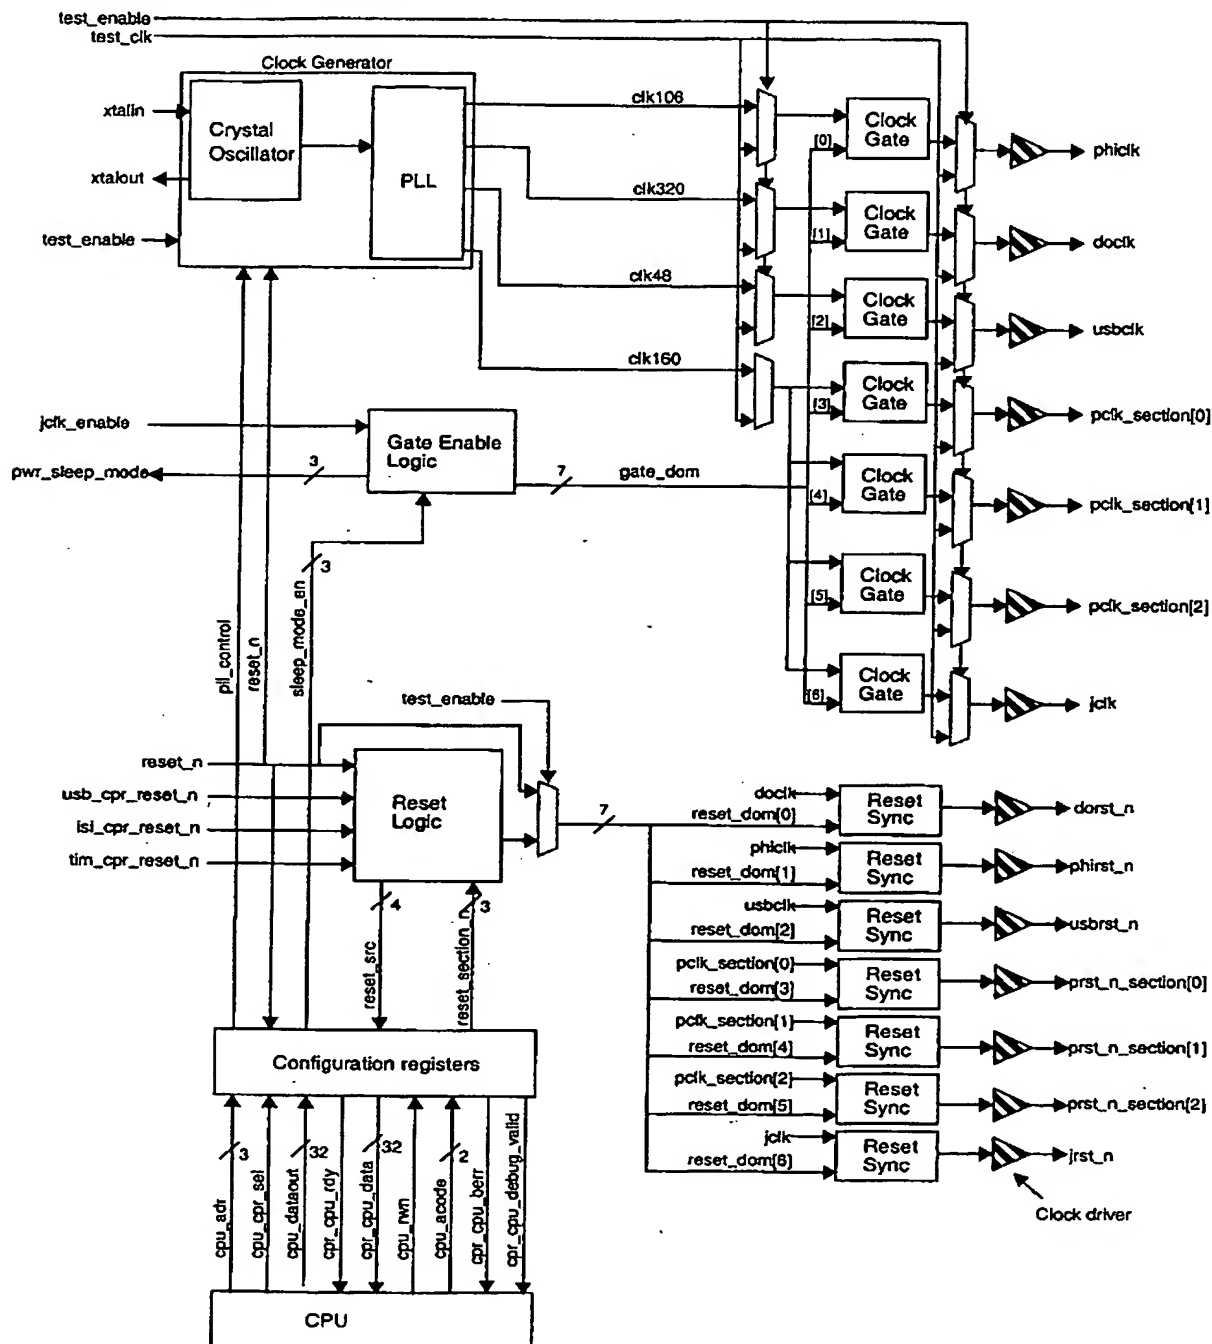 test_enable
test_clk
Clock Generator
xtalin
xtalout
test_enable
Crystal
Oscillator
PLL
clk106
clk320
clk48
clk160
[0]
Clock
Gate
phiclk
[1]
Clock
Gate
doclk
[2]
Clock
Gate
usbclk
[3]
Clock
Gate
pclk_section[0]
[4]
Clock
Gate
pclk_section[1]
[5]
Clock
Gate
pclk_section[2]
[6]
Clock
Gate
jclk
jclk_enable
pwr_sleep_mode
3
Gate Enable
Logic
7
gate_dom
3
pll_control
reset_n
sleep_mode_en
test_enable
reset_n
usb_cpr_reset_n
isi_cpr_reset_n
tim_cpr_reset_n
Reset
Logic
7
4
3
reset_src
reset_section_n
doclk
reset_dom[0]
Reset
Sync
dorst_n
phiclk
reset_dom[1]
Reset
Sync
phirst_n
usbclk
reset_dom[2]
Reset
Sync
usbrst_n
pclk_section[0]
reset_dom[3]
Reset
Sync
prst_n_section[0]
pclk_section[1]
reset_dom[4]
Reset
Sync
prst_n_section[1]
pclk_section[2]
reset_dom[5]
Reset
Sync
prst_n_section[2]
jclk
reset_dom[6]
Reset
Sync
jrst_n
Clock driver
Configuration registers
3
32
32
2
cpu_adr
cpu_cpr_sel
cpu_dataout
cpr_cpu_rdy
cpr_cpu_data
cpu_rwn
cpu_acode
cpr_cpu_berr
cpr_cpu_debug_valid
CPU